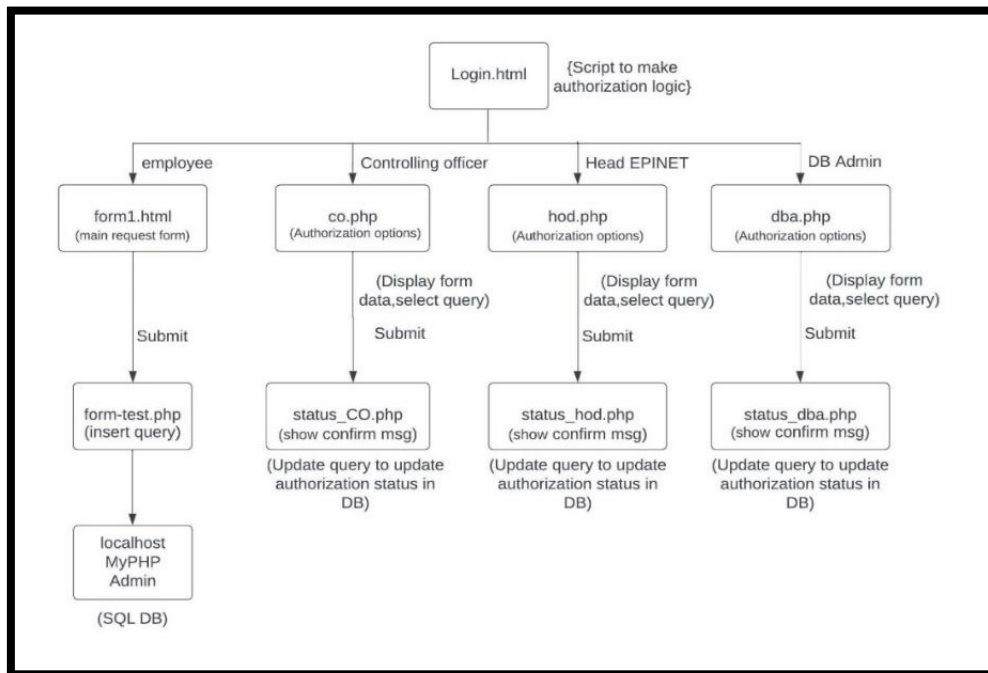 Login.html
{Script to make
authorization logic}
employee
Controlling officer
Head EPINET
DB Admin
form1.html
(main request form)
co.php
(Authorization options)
hod.php
(Authorization options)
dba.php
(Authorization options)
(Display form
data,select query)
(Display form
data,select query)
(Display form
data,select query)
Submit
Submit
Submit
Submit
form-test.php
(insert query)
status_CO.php
(show confirm msg)
status_hod.php
(show confirm msg)
status_dba.php
(show confirm msg)
(Update query to update
authorization status in
DB)
(Update query to update
authorization status in
DB)
(Update query to update
authorization status in
DB)
localhost
MyPHP
Admin
(SQL DB)